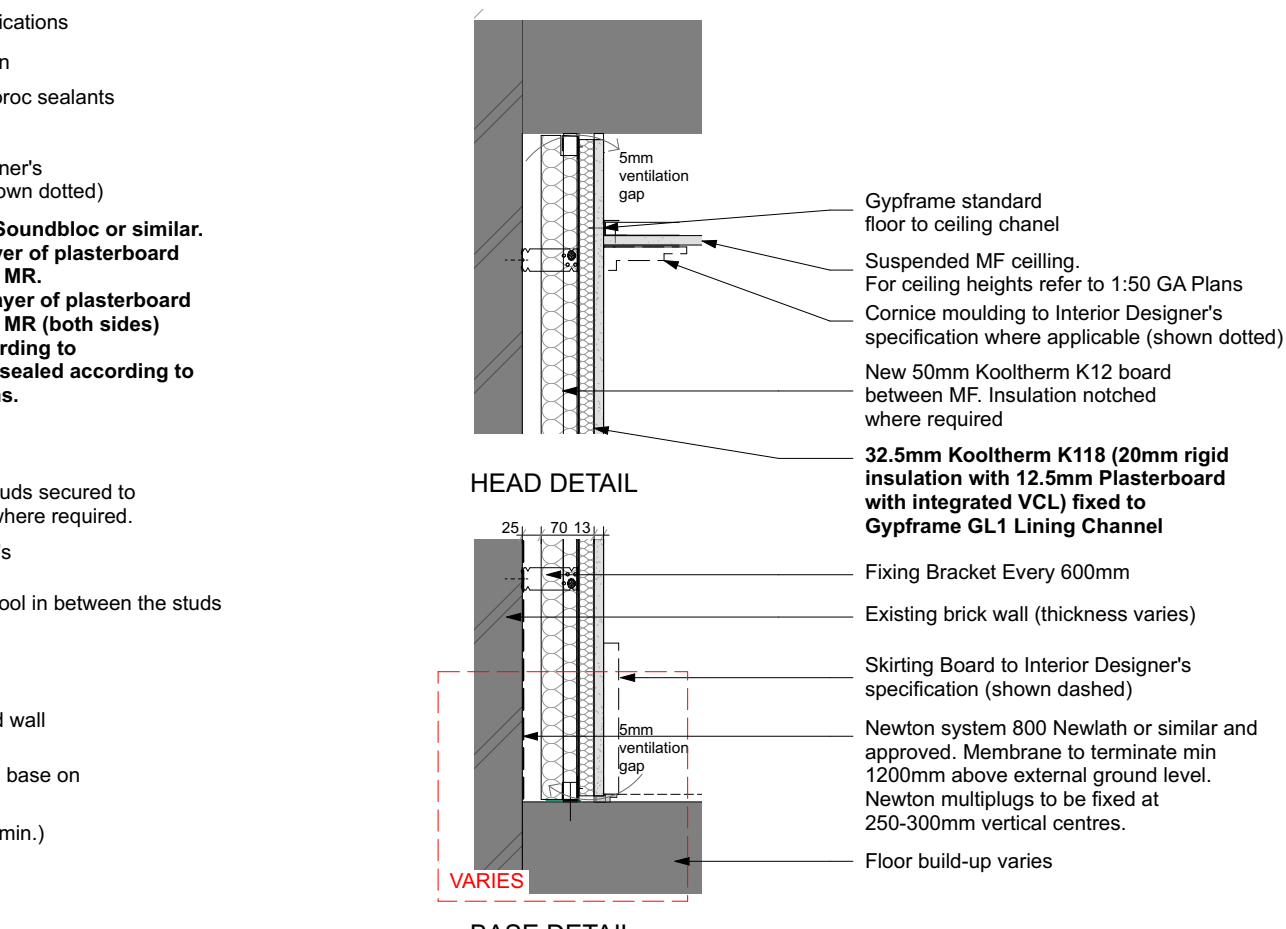 ications
n
proc sealants
ner's
own dotted)
Soundbloc or similar.
yer of plasterboard
MR.
ayer of plasterboard
MR (both sides)
rding to
sealed according to
ns.
uds secured to
where required.
's
ool in between the studs
d wall
base on
min.)
5mm
ventilation
gap
Gypframe standard
floor to ceiling chanel
Suspended MF ceilling.
For ceiling heights refer to 1:50 GA Plans
Cornice moulding to Interior Designer's
specification where applicable (shown dotted)
New 50mm Kooltherm K12 board
between MF. Insulation notched
where required
32.5mm Kooltherm K118 (20mm rigid
insulation with 12.5mm Plasterboard
with integrated VCL) fixed to
Gypframe GL1 Lining Channel
HEAD DETAIL
25 70 13
Fixing Bracket Every 600mm
Existing brick wall (thickness varies)
Skirting Board to Interior Designer's
specification (shown dashed)
5mm
ventilation
gap
Newton system 800 Newlath or similar and
approved. Membrane to terminate min
1200mm above external ground level.
Newton multiplugs to be fixed at
250-300mm vertical centres.
Floor build-up varies
VARIES
BASE DETAIL